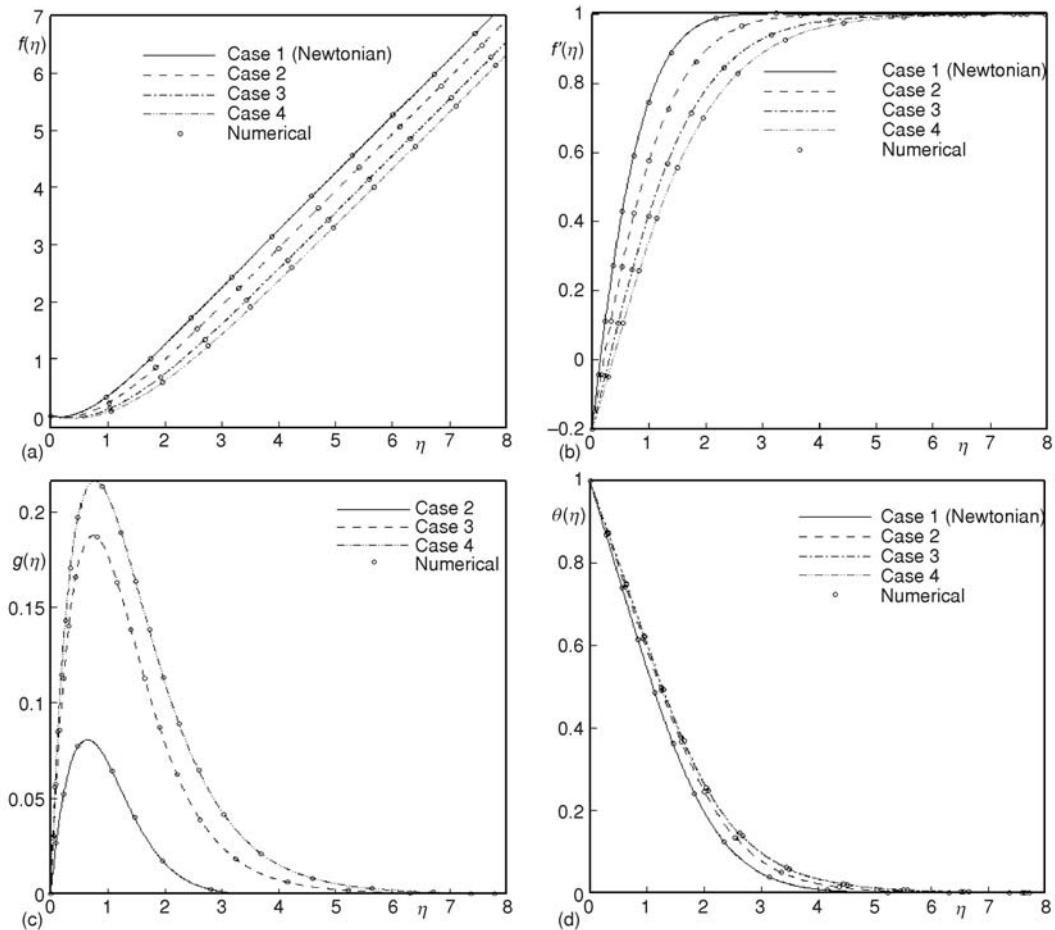 7
f(η)
6
5
4
3
2
1
0
Case 1 (Newtonian)
Case 2
Case 3
Case 4
Numerical
0 1 2 3 4 5 6 η 7 8
(a)
1
f'(η)
0.8
0.6
0.4
0.2
0
−0.2
Case 1 (Newtonian)
Case 2
Case 3
Case 4
Numerical
0 1 2 3 4 5 6 η 7 8
(b)
0.2
g(η)
0.15
0.1
0.05
0
Case 2
Case 3
Case 4
Numerical
0 1 2 3 4 5 6 η 7 8
(c)
1
θ(η)
0.8
0.6
0.4
0.2
0
Case 1 (Newtonian)
Case 2
Case 3
Case 4
Numerical
0 1 2 3 4 5 6 η 7 8
(d)